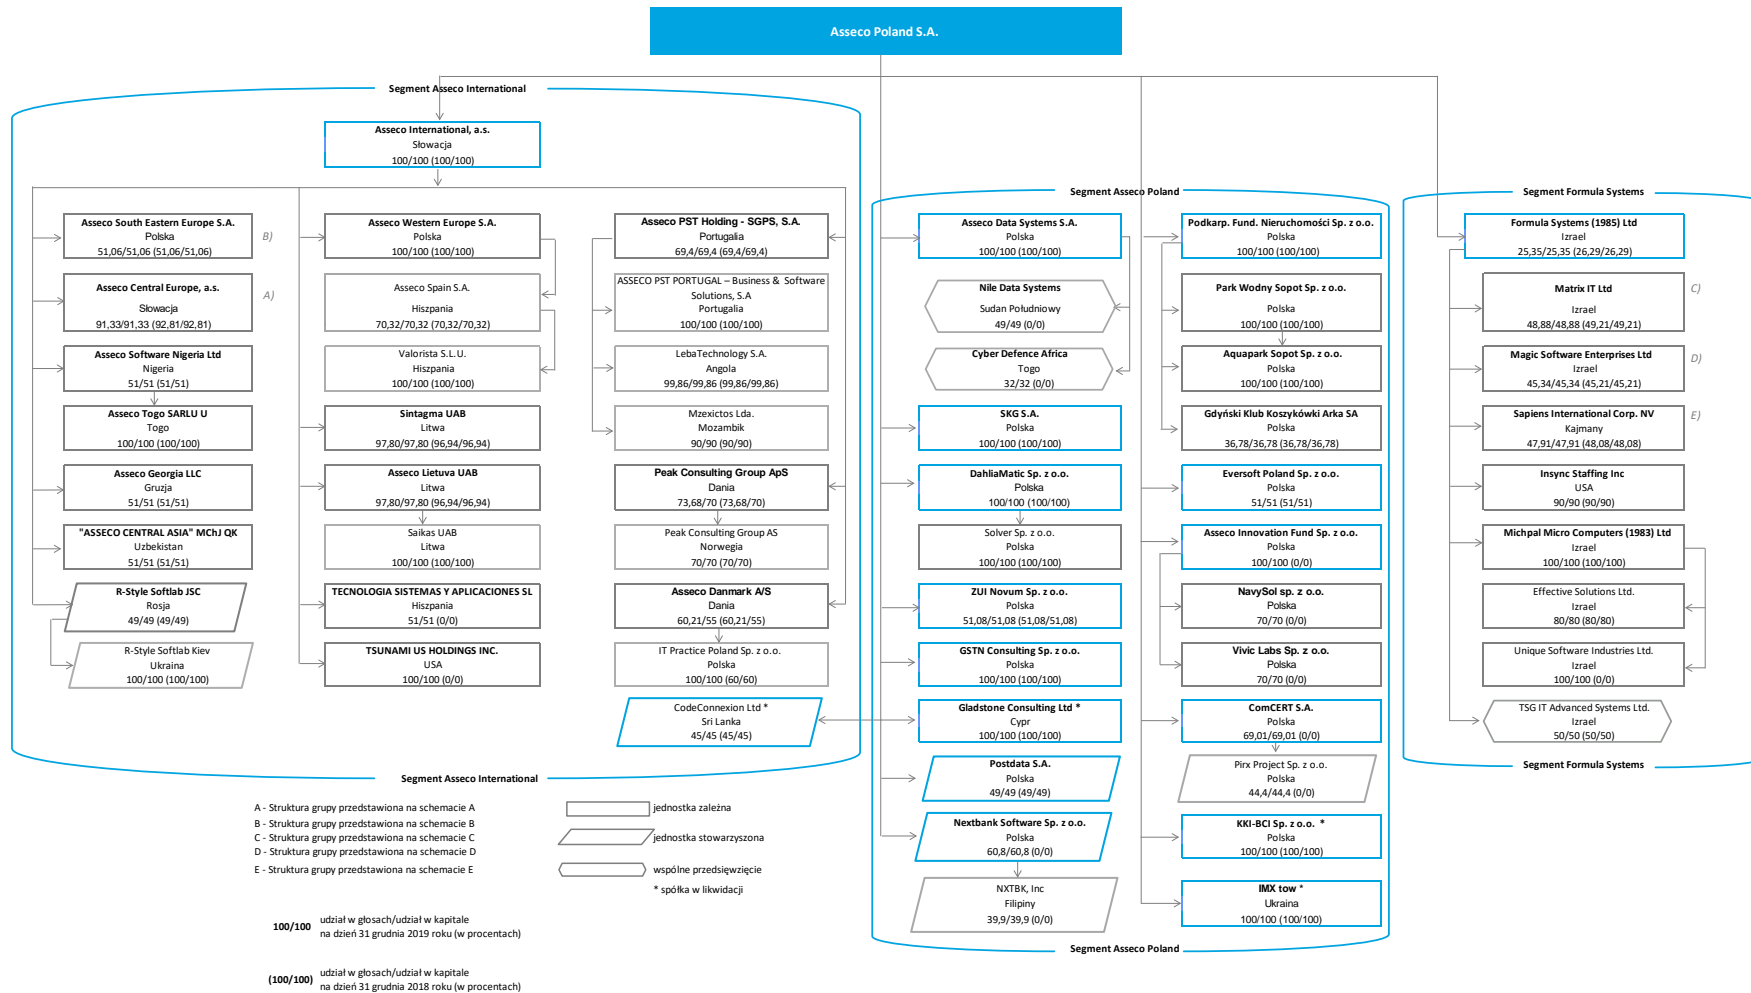 Asseco Poland S.A.
Segment Asseco International
Asseco International, a.s.
Słowacja
100/100 (100/100)
Asseco South Eastern Europe S.A.
Polska
51,06/51,06 (51,06/51,06)
B)
Asseco Central Europe, a.s.
Słowacja
91,33/91,33 (92,81/92,81)
A)
Asseco Software Nigeria Ltd
Nigeria
51/51 (51/51)
Asseco Togo SARLU U
Togo
100/100 (100/100)
Asseco Georgia LLC
Gruzja
51/51 (51/51)
"ASSECO CENTRAL ASIA" MChJ QK
Uzbekistan
51/51 (51/51)
R-Style Softlab JSC
Rosja
49/49 (49/49)
R-Style Softlab Kiev
Ukraina
100/100 (100/100)
Asseco Western Europe S.A.
Polska
100/100 (100/100)
Asseco Spain S.A.
Hiszpania
70,32/70,32 (70,32/70,32)
Valorista S.L.U.
Hiszpania
100/100 (100/100)
Sintagma UAB
Litwa
97,80/97,80 (96,94/96,94)
Asseco Lietuva UAB
Litwa
97,80/97,80 (96,94/96,94)
Saikas UAB
Litwa
100/100 (100/100)
TECNOLOGIA SISTEMAS Y APLICACIONES SL
Hiszpania
51/51 (0/0)
TSUNAMI US HOLDINGS INC.
USA
100/100 (0/0)
Asseco PST Holding - SGPS, S.A.
Portugalia
69,4/69,4 (69,4/69,4)
ASSECO PST PORTUGAL – Business & Software
Solutions, S.A
Portugalia
100/100 (100/100)
LebaTechnology S.A.
Angola
99,86/99,86 (99,86/99,86)
Mzexictos Lda.
Mozambik
90/90 (90/90)
Peak Consulting Group ApS
Dania
73,68/70 (73,68/70)
Peak Consulting Group AS
Norwegia
70/70 (70/70)
Asseco Danmark A/S
Dania
60,21/55 (60,21/55)
IT Practice Poland Sp. z o.o.
Polska
100/100 (60/60)
CodeConnexion Ltd *
Sri Lanka
45/45 (45/45)
Segment Asseco International
Segment Asseco Poland
Asseco Data Systems S.A.
Polska
100/100 (100/100)
Nile Data Systems
Sudan Południowy
49/49 (0/0)
Cyber Defence Africa
Togo
32/32 (0/0)
SKG S.A.
Polska
100/100 (100/100)
DahliaMatic Sp. z o.o.
Polska
100/100 (100/100)
Solver Sp. z o.o.
Polska
100/100 (100/100)
ZUI Novum Sp. z o.o.
Polska
51,08/51,08 (51,08/51,08)
GSTN Consulting Sp. z o.o.
Polska
100/100 (100/100)
Gladstone Consulting Ltd *
Cypr
100/100 (100/100)
Postdata S.A.
Polska
49/49 (49/49)
Nextbank Software Sp. z o.o.
Polska
60,8/60,8 (0/0)
NXTBK, Inc
Filipiny
39,9/39,9 (0/0)
Podkarp. Fund. Nieruchomości Sp. z o.o.
Polska
100/100 (100/100)
Park Wodny Sopot Sp. z o.o.
Polska
100/100 (100/100)
Aquapark Sopot Sp. z o.o.
Polska
100/100 (100/100)
Gdyński Klub Koszykówki Arka SA
Polska
36,78/36,78 (36,78/36,78)
Eversoft Poland Sp. z o.o.
Polska
51/51 (51/51)
Asseco Innovation Fund Sp. z o.o.
Polska
100/100 (0/0)
NavySol sp. z o.o.
Polska
70/70 (0/0)
Vivic Labs Sp. z o.o.
Polska
70/70 (0/0)
ComCERT S.A.
Polska
69,01/69,01 (0/0)
Pirx Project Sp. z o.o.
Polska
44,4/44,4 (0/0)
KKI-BCI Sp. z o.o. *
Polska
100/100 (100/100)
IMX tow *
Ukraina
100/100 (100/100)
Segment Asseco Poland
Segment Formula Systems
Formula Systems (1985) Ltd
Izrael
25,35/25,35 (26,29/26,29)
Matrix IT Ltd
Izrael
48,88/48,88 (49,21/49,21)
C)
Magic Software Enterprises Ltd
Izrael
45,34/45,34 (45,21/45,21)
D)
Sapiens International Corp. NV
Kajmany
47,91/47,91 (48,08/48,08)
E)
Insync Staffing Inc
USA
90/90 (90/90)
Michpal Micro Computers (1983) Ltd
Izrael
100/100 (100/100)
Effective Solutions Ltd.
Izrael
80/80 (80/80)
Unique Software Industries Ltd.
Izrael
100/100 (0/0)
TSG IT Advanced Systems Ltd.
Izrael
50/50 (50/50)
Segment Formula Systems
A - Struktura grupy przedstawiona na schemacie A
B - Struktura grupy przedstawiona na schemacie B
C - Struktura grupy przedstawiona na schemacie C
D - Struktura grupy przedstawiona na schemacie D
E - Struktura grupy przedstawiona na schemacie E
jednostka zależna
jednostka stowarzyszona
wspólne przedsięwzięcie
* spółka w likwidacji
100/100 udział w głosach/udział w kapitale
na dzień 31 grudnia 2019 roku (w procentach)
(100/100) udział w głosach/udział w kapitale
na dzień 31 grudnia 2018 roku (w procentach)